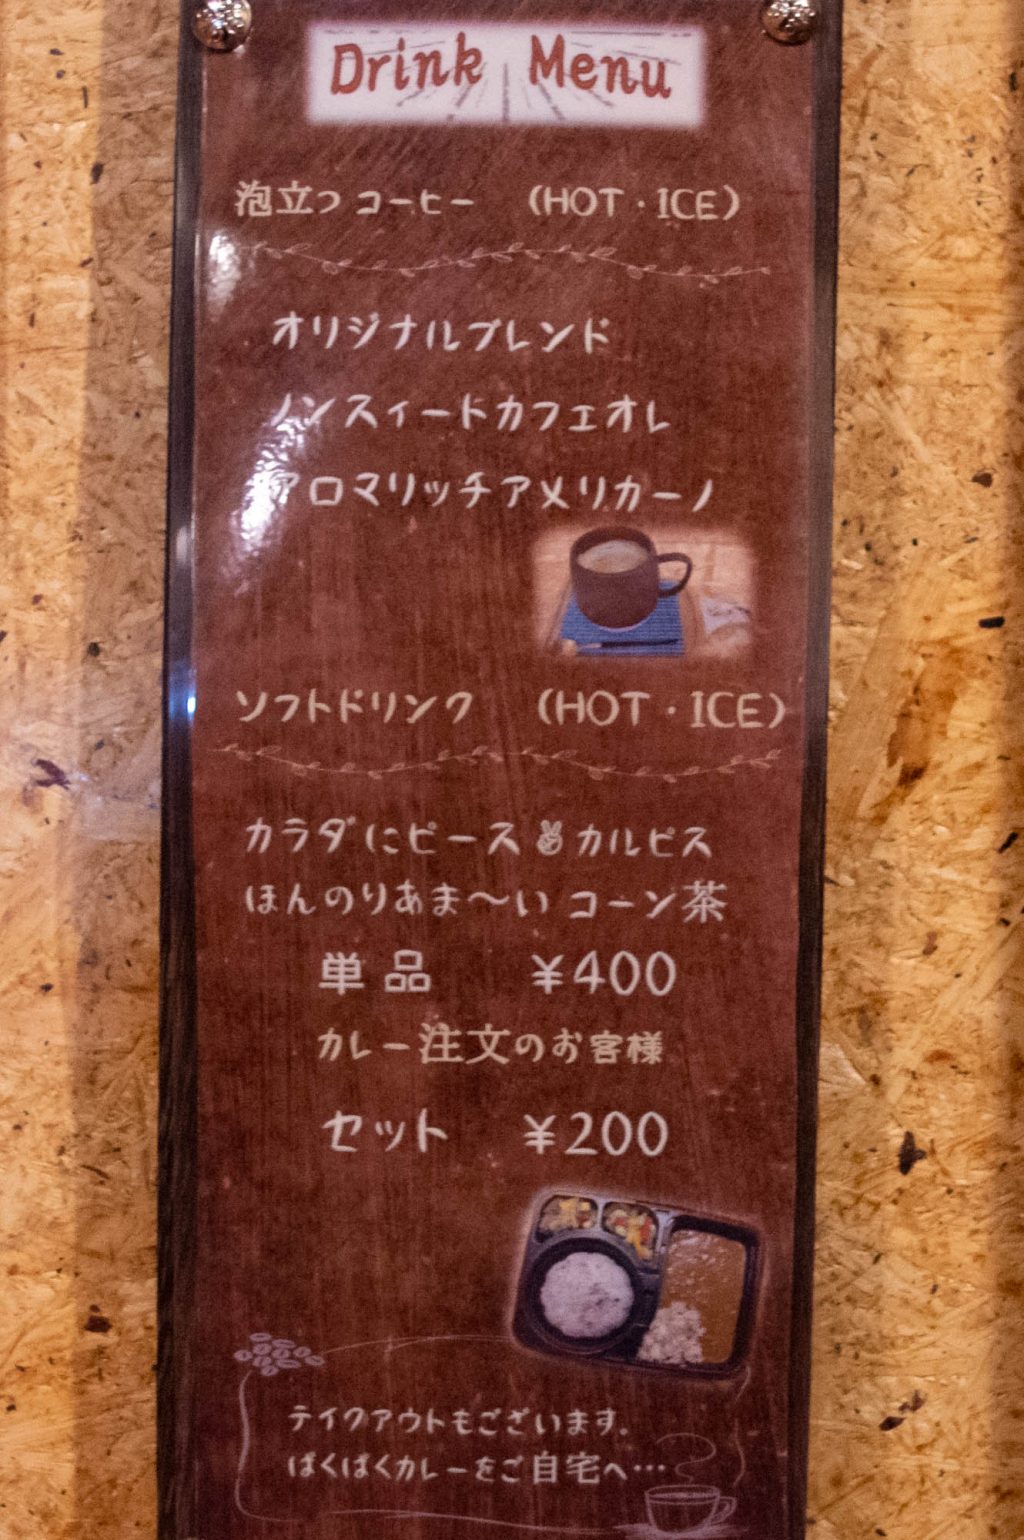 Drink Menu
泡立つ コーヒー （HOT・ICE）
オリジナルブレンド
ノンスィードカフェオレ
アロマリッチアメリカーノ
ソフトドリンク （HOT・ICE）
カラダにピース✌カルピス
ほんのりあま〜い コーン茶
単品 ¥400
カレー注文のお客様
セット ¥200
テイクアウトもございます.
ぱくぱくカレーをご自宅へ…